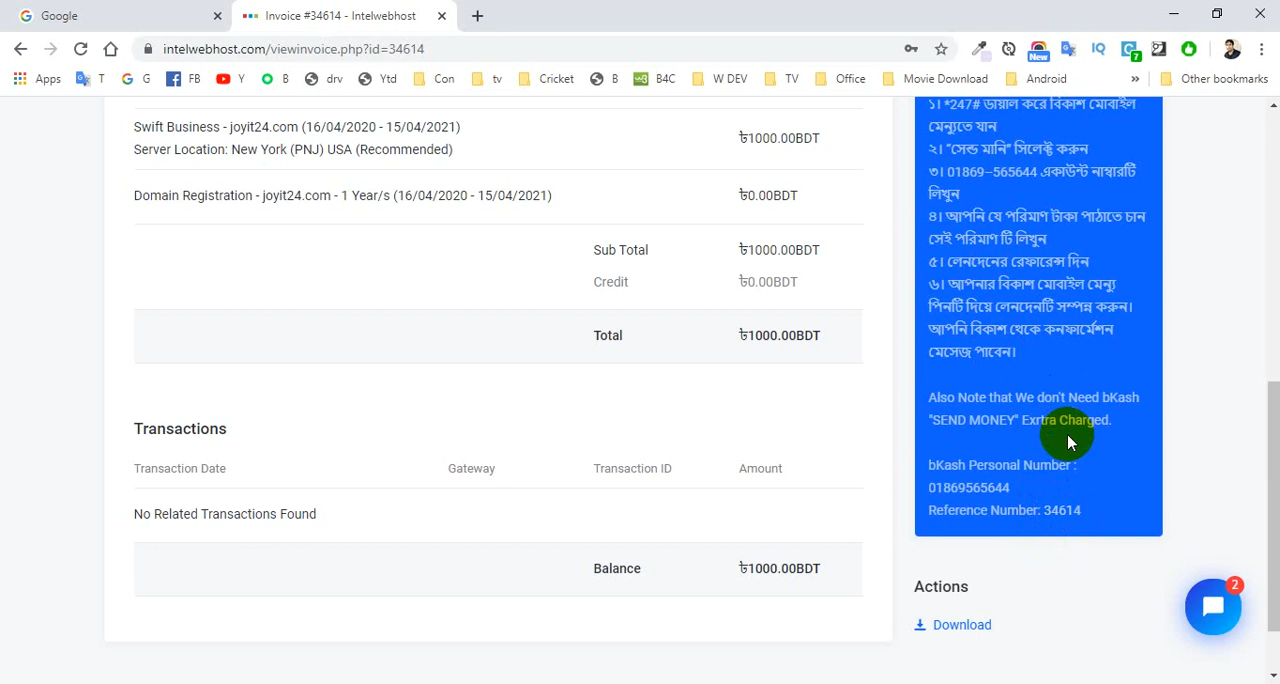 Google
Invoice #34614 - Intelwebhost
intelwebhost.com/viewinvoice.php?id=34614
New
IQ
7
Apps
T
G
FB
Y
B
drv
Ytd
Con
tv
Cricket
B
B4C
W DEV
TV
Office
Movie Download
Android
»
Other bookmarks
Swift Business - joyit24.com (16/04/2020 - 15/04/2021)
Server Location: New York (PNJ) USA (Recommended)
৳1000.00BDT
Domain Registration - joyit24.com - 1 Year/s (16/04/2020 - 15/04/2021)
৳0.00BDT
Sub Total
৳1000.00BDT
Credit
৳0.00BDT
Total
৳1000.00BDT
Transactions
Transaction Date
Gateway
Transaction ID
Amount
No Related Transactions Found
Balance
৳1000.00BDT
১। *247# ডায়াল করে বিকাশ মোবাইল
মেন্যুতে যান
২। “সেন্ড মানি” সিলেক্ট করুন
৩। 01869–565644 একাউন্ট নাম্বারটি
লিখুন
৪। আপনি যে পরিমাণ টাকা পাঠাতে চান
সেই পরিমাণ টি লিখুন
৫। লেনদেনের রেফারেন্স দিন
৬। আপনার বিকাশ মোবাইল মেন্যু
পিনটি দিয়ে লেনদেনটি সম্পন্ন করুন।
আপনি বিকাশ থেকে কনফার্মেশন
মেসেজ পাবেন।
Also Note that We don't Need bKash
"SEND MONEY" Exrtra Charged.
bKash Personal Number :
01869565644
Reference Number: 34614
Actions
Download
2